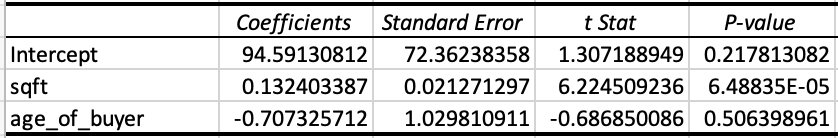 Coefficients Standard Error t Stat P-value
Intercept 94.59130812 72.36238358 1.307188949 0.217813082
sqft 0.132403387 0.021271297 6.224509236 6.48835E-05
age_of_buyer -0.707325712 1.029810911 -0.686850086 0.506398961